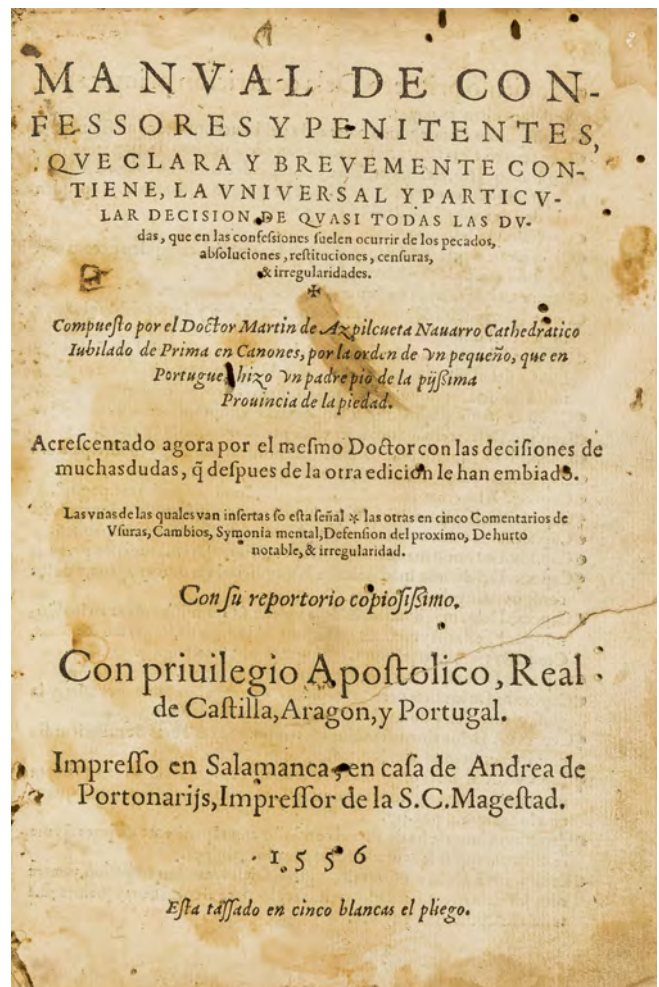 MANVAL DE CON-
FESSORES Y PENITENTES,
QVE CLARA Y BREVEMENTE CON-
TIENE, LA VNIVERSAL Y PARTICV-
LAR DECISION DE QVASI TODAS LAS DV-
das, que en las confeſsiones ſuelen ocurrir de los pecados,
abſoluciones, reſtituciones, cenſuras,
& irregularidades.
✠
Compueſto por el Doctor Martin de Azpilcueta Nauarro Cathedratico
Iubilado de Prima en Canones, por la orden de vn pequeño, que en
Portugues hizo vn padre pio de la pijſsima
Prouincia de la piedad.
Acreſcentado agora por el meſmo Doctor con las deciſiones de
muchas dudas, q̃ deſpues de la otra edicion le han embiado.
Las vnas de las quales van inſertas ſo eſta ſeñal ⁎ las otras en cinco Comentarios de
Vſuras, Cambios, Symonia mental, Defenſion del proximo, De hurto
notable, & irregularidad.
Con ſu reportorio copioſiſsimo.
Con priuilegio Apoſtolico, Real
de Caſtilla, Aragon, y Portugal.
Impreſſo en Salamanca, en caſa de Andrea de
Portonarijs, Impreſſor de la S.C. Mageſtad.
1556
Eſta taſſado en cinco blancas el pliego.